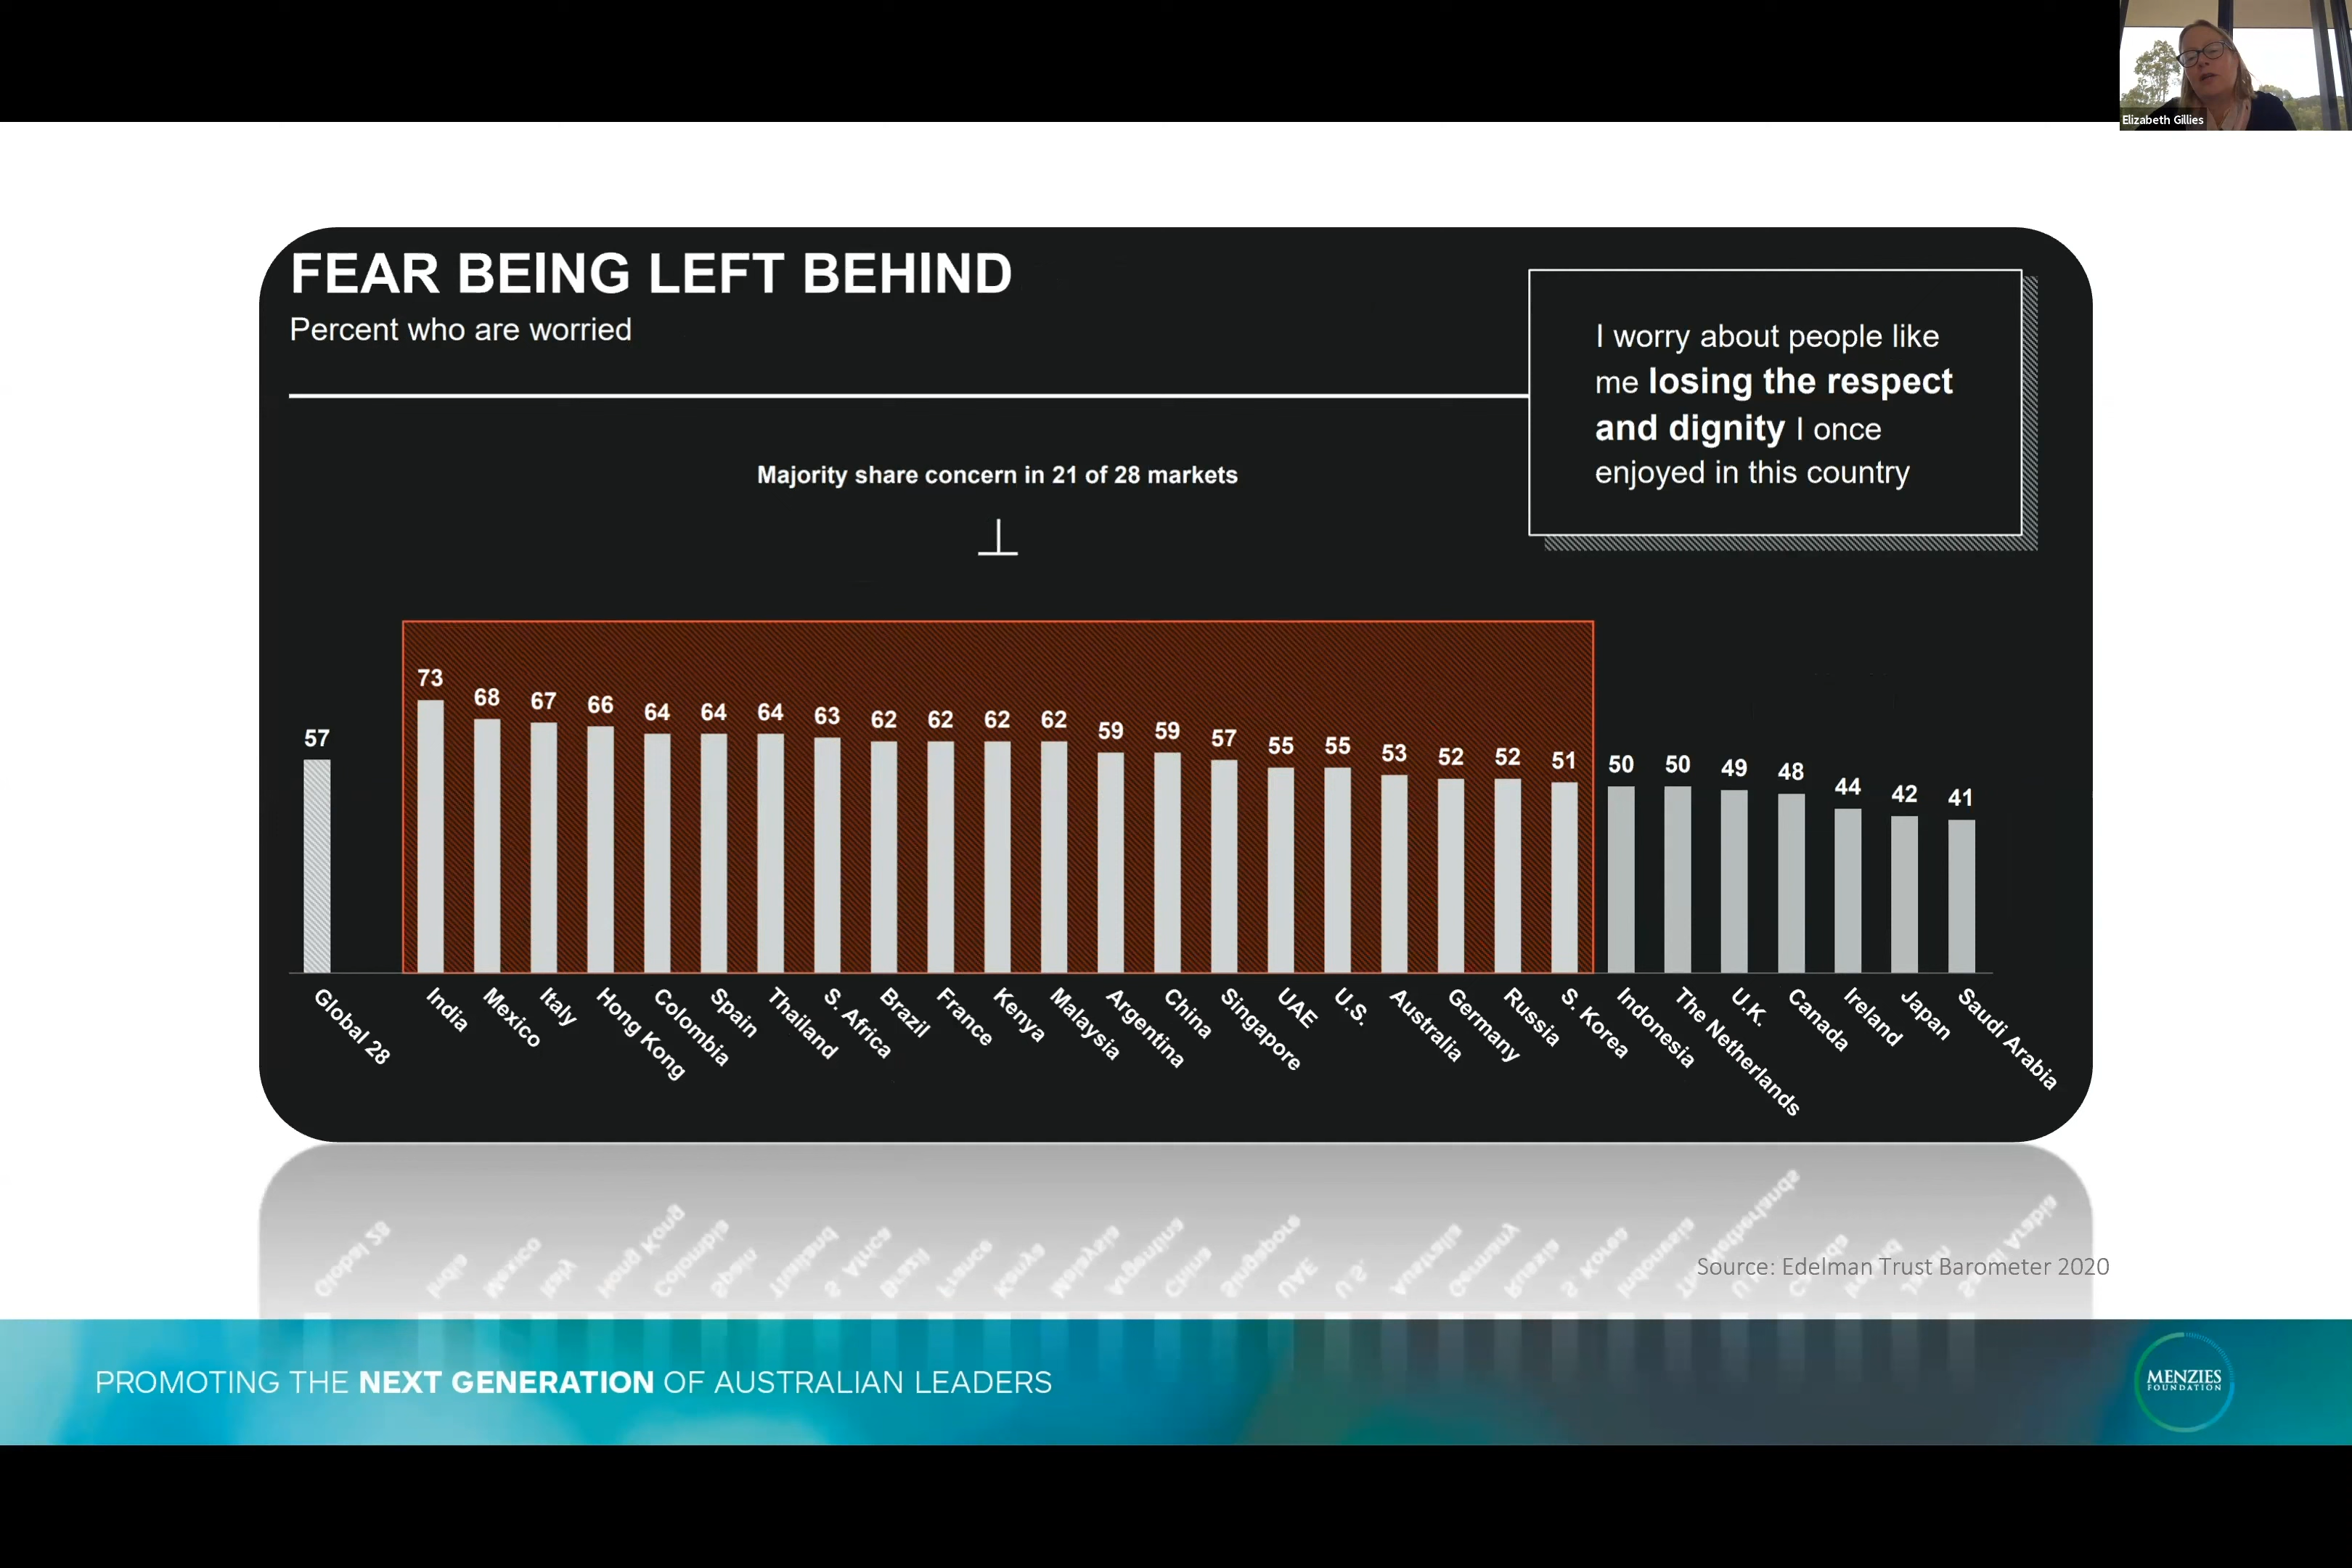 Elizabeth Gillies
FEAR BEING LEFT BEHIND
Percent who are worried
I worry about people like
me losing the respect
and dignity I once
enjoyed in this country
Majority share concern in 21 of 28 markets
57
73
68
67
66
64
64
64
63
62
62
62
62
59
59
57
55
55
53
52
52
51
50
50
49
48
44
42
41
Global 28
India
Mexico
Italy
Hong Kong
Colombia
Spain
Thailand
S. Africa
Brazil
France
Kenya
Malaysia
Argentina
China
Singapore
UAE
U.S.
Australia
Germany
Russia
S. Korea
Indonesia
The Netherlands
U.K.
Canada
Ireland
Japan
Saudi Arabia
Source: Edelman Trust Barometer 2020
PROMOTING THE NEXT GENERATION OF AUSTRALIAN LEADERS
MENZIES
FOUNDATION